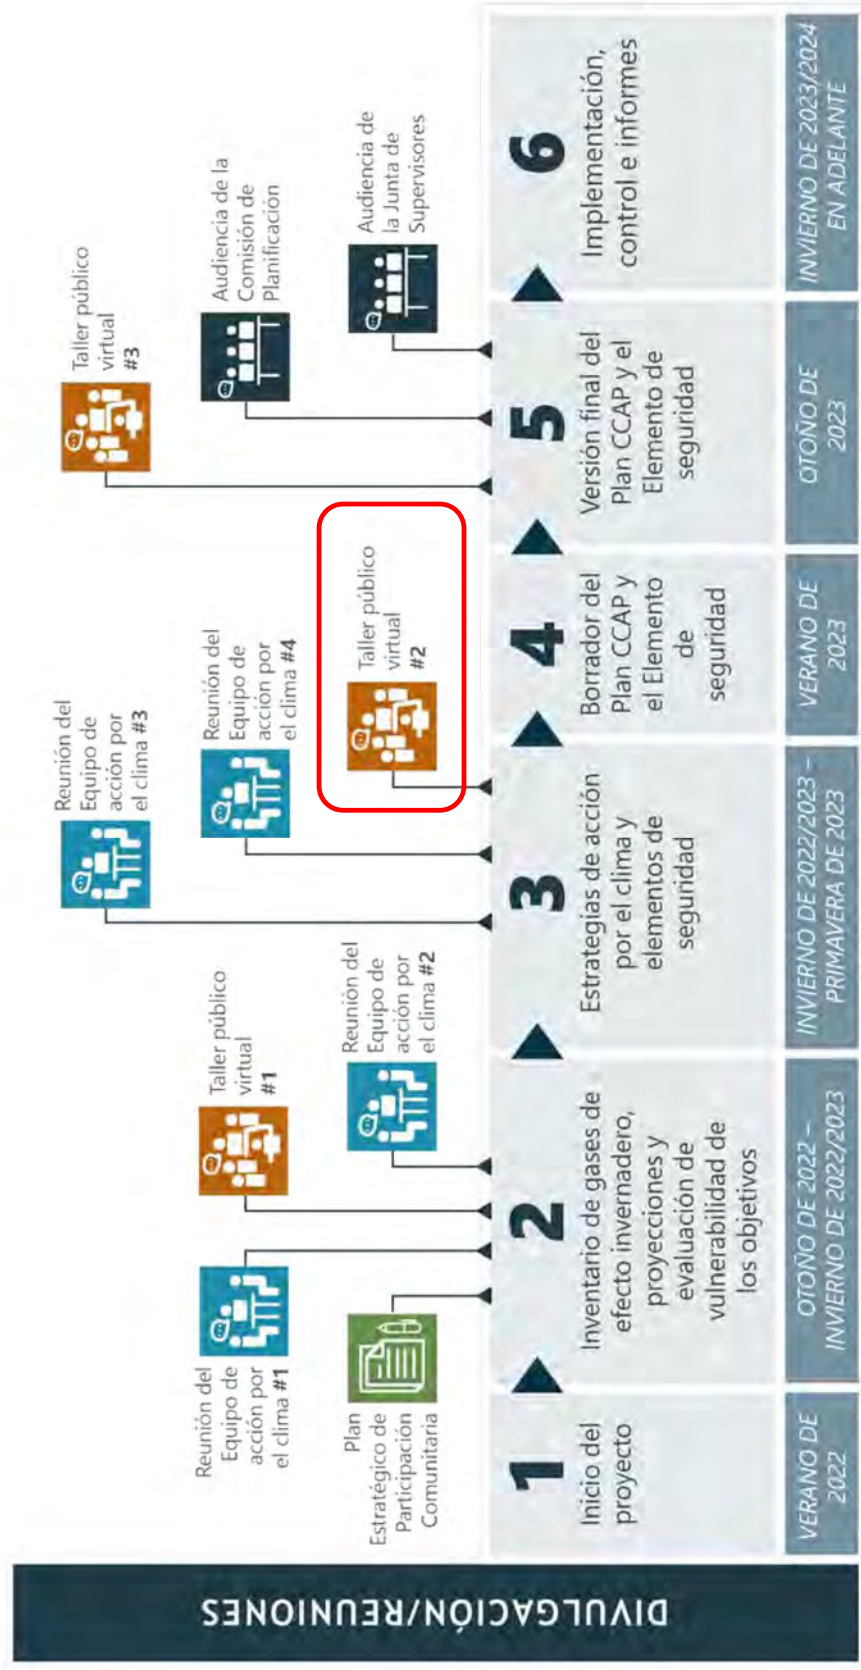 DIVULGACIÓN/REUNIONES
Plan
Estratégico de
Participación
Comunitaria
Reunión del
Equipo de
acción por
el clima #1
Taller público
virtual
#1
Reunión del
Equipo de
acción por
el clima #2
Reunión del
Equipo de
acción por
el clima #3
Reunión del
Equipo de
acción por
el clima #4
Taller público
virtual
#2
Taller público
virtual
#3
Audiencia de la
Comisión de
Planificación
Audiencia de
la Junta de
Supervisores
1
Inicio del
proyecto
VERANO DE
2022
2
Inventario de gases de
efecto invernadero,
proyecciones y
evaluación de
vulnerabilidad de
los objetivos
OTOÑO DE 2022 –
INVIERNO DE 2022/2023
3
Estrategias de acción
por el clima y
elementos de
seguridad
INVIERNO DE 2022/2023 –
PRIMAVERA DE 2023
4
Borrador del
Plan CCAP y
el Elemento
de
seguridad
VERANO DE
2023
5
Versión final del
Plan CCAP y el
Elemento de
seguridad
OTOÑO DE
2023
6
Implementación,
control e informes
INVIERNO DE 2023/2024
EN ADELANTE